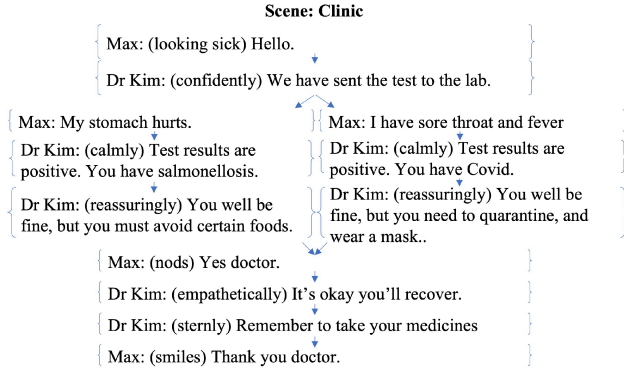 Scene: Clinic
Max: (looking sick) Hello.
Dr Kim: (confidently) We have sent the test to the lab.
Max: My stomach hurts.
Dr Kim: (calmly) Test results are
positive. You have salmonellosis.
Dr Kim: (reassuringly) You well be
fine, but you must avoid certain foods.
Max: I have sore throat and fever
Dr Kim: (calmly) Test results are
positive. You have Covid.
Dr Kim: (reassuringly) You well be
fine, but you need to quarantine, and
wear a mask..
Max: (nods) Yes doctor.
Dr Kim: (empathetically) It’s okay you’ll recover.
Dr Kim: (sternly) Remember to take your medicines
Max: (smiles) Thank you doctor.